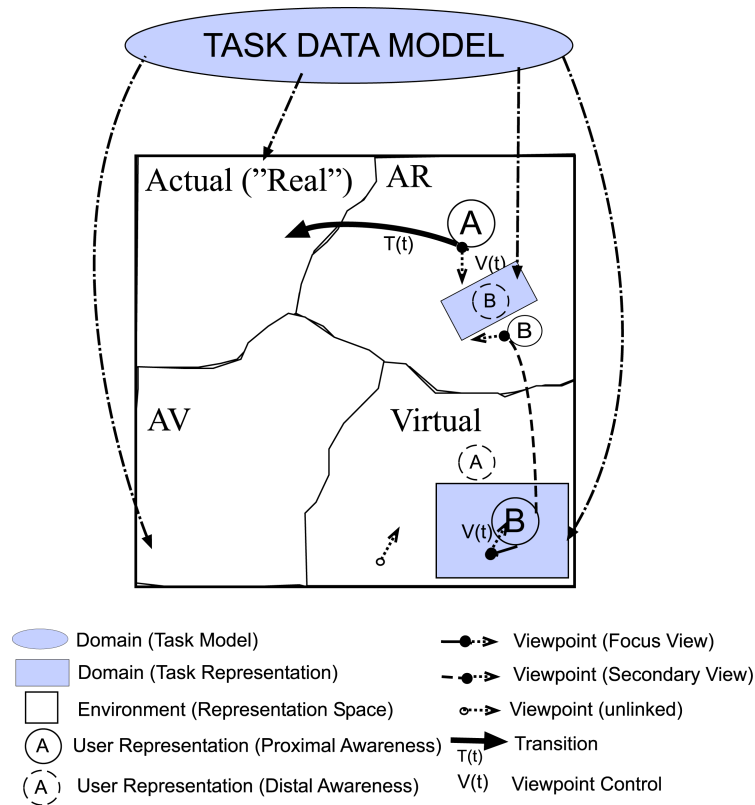 TASK DATA MODEL
Actual (”Real”)
AR
A
T(t)
V(t)
B
B
AV
Virtual
A
B
V(t)
Domain (Task Model)
Domain (Task Representation)
Environment (Representation Space)
A User Representation (Proximal Awareness)
A User Representation (Distal Awareness)
Viewpoint (Focus View)
Viewpoint (Secondary View)
Viewpoint (unlinked)
Transition
T(t)
V(t) Viewpoint Control